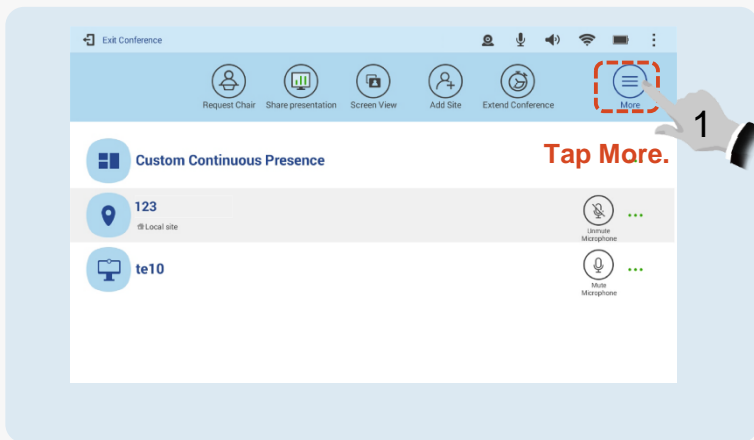 Exit Conference
Request Chair Share presentation Screen View Add Site Extend Conference More
1
Tap More.
Custom Continuous Presence
123
Local site
Unmute
Microphone
te10
Mute
Microphone